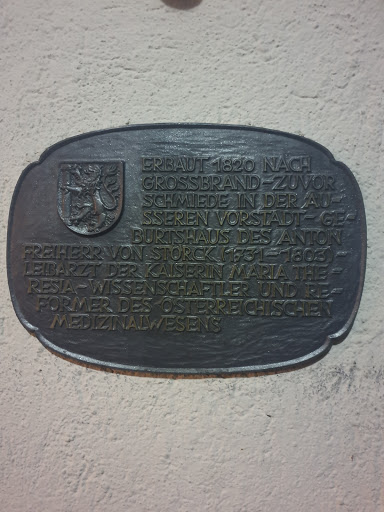 ERBAUT 1820 NACH
GROSSBRAND-ZUVOR
SCHMIEDE IN DER ÄU-
SSEREN VORSTADT-GE-
BURTSHAUS DES ANTON
FREIHERR VON STÖRCK (1731-1803)-
LEIBARZT DER KAISERIN MARIA THE-
RESIA-WISSENSCHAFTLER UND RE-
FORMER DES ÖSTERREICHISCHEN
MEDIZINALWESENS